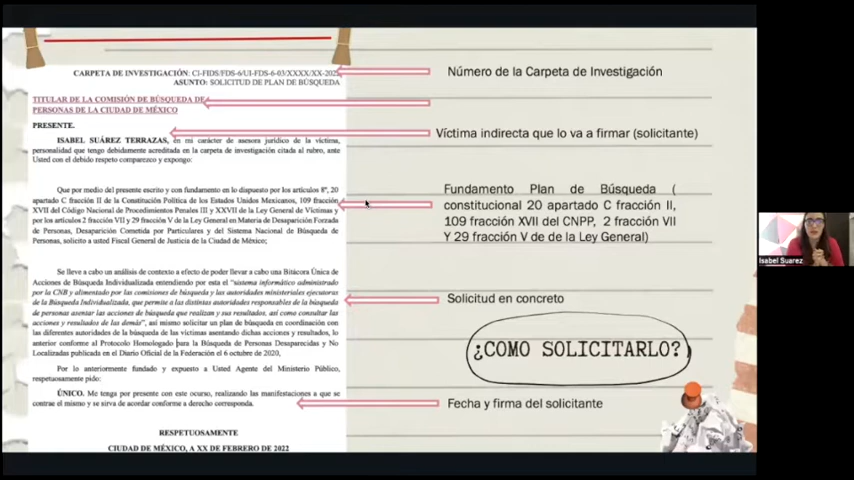 CARPETA DE INVESTIGACIÓN: CI-FIDS/FDS-6/UI-FDS-6-03/XXXX/XX-2022
ASUNTO: SOLICITUD DE PLAN DE BÚSQUEDA
TITULAR DE LA COMISIÓN DE BÚSQUEDA DE
PERSONAS DE LA CIUDAD DE MÉXICO
PRESENTE.
ISABEL SUÁREZ TERRAZAS, en mi carácter de asesora jurídico de la víctima,
personalidad que tengo debidamente acreditada en la carpeta de investigación citada al rubro, ante
Usted con el debido respeto comparezco y expongo:
Que por medio del presente escrito y con fundamento en lo dispuesto por los artículos 8º, 20
apartado C fracción II de la Constitución Política de los Estados Unidos Mexicanos, 109 fracción
XVII del Código Nacional de Procedimientos Penales III y XXVII de la Ley General de Víctimas y
por los artículos 2 fracción VII y 29 fracción V de la Ley General en Materia de Desaparición Forzada
de Personas, Desaparición Cometida por Particulares y del Sistema Nacional de Búsqueda de
Personas, solicito a usted Fiscal General de Justicia de la Ciudad de México;
Se lleve a cabo un análisis de contexto a efecto de poder llevar a cabo una Bitácora Única de
Acciones de Búsqueda Individualizada entendiendo por esta "sistema informático administrado
por la CNB y alimentado por las comisiones de búsqueda y las autoridades ministeriales ejecutoras
de la Búsqueda Individualizada, que permite a las distintas autoridades responsables de la búsqueda
de personas asentar las acciones de búsqueda que realizan y sus resultados, así como consultar las
acciones y resultados de las demás", así mismo solicitar un plan de búsqueda en coordinación con
las diferentes autoridades de la búsqueda de las víctimas asentando dichas acciones y resultados, lo
anterior conforme al Protocolo Homologado para la Búsqueda de Personas Desaparecidas y No
Localizadas publicada en el Diario Oficial de la Federación el 6 octubre de 2020,
Por lo anteriormente fundado y expuesto a Usted Agente del Ministerio Público,
respetuosamente pido:
ÚNICO. Me tenga por presente con este ocurso, realizando las manifestaciones a que se
contrae el mismo y se sirva de acordar conforme a derecho corresponda.
RESPETUOSAMENTE
CIUDAD DE MÉXICO, A XX DE FEBRERO DE 2022
Número de la Carpeta de Investigación
Víctima indirecta que lo va a firmar (solicitante)
Fundamento Plan de Búsqueda (
constitucional 20 apartado C fracción II,
109 fracción XVII del CNPP, 2 fracción VII
Y 29 fracción V de de la Ley General)
Solicitud en concreto
¿COMO SOLICITARLO?
Fecha y firma del solicitante
Isabel Suarez